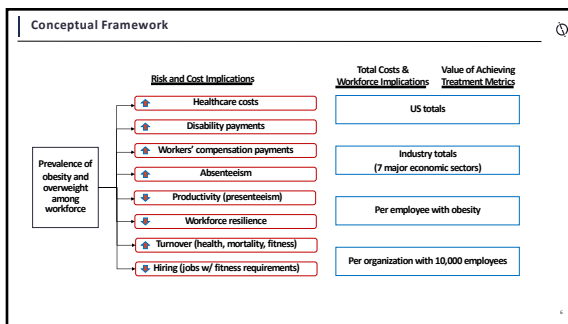 Conceptual Framework
Risk and Cost Implications
Total Costs &
Workforce Implications
Value of Achieving
Treatment Metrics
Prevalence of
obesity and
overweight
among
workforce
Healthcare costs
Disability payments
Workers' compensation payments
Absenteeism
Productivity (presenteeism)
Workforce resilience
Turnover (health, mortality, fitness)
Hiring (jobs w/ fitness requirements)
US totals
Industry totals
(7 major economic sectors)
Per employee with obesity
Per organization with 10,000 employees